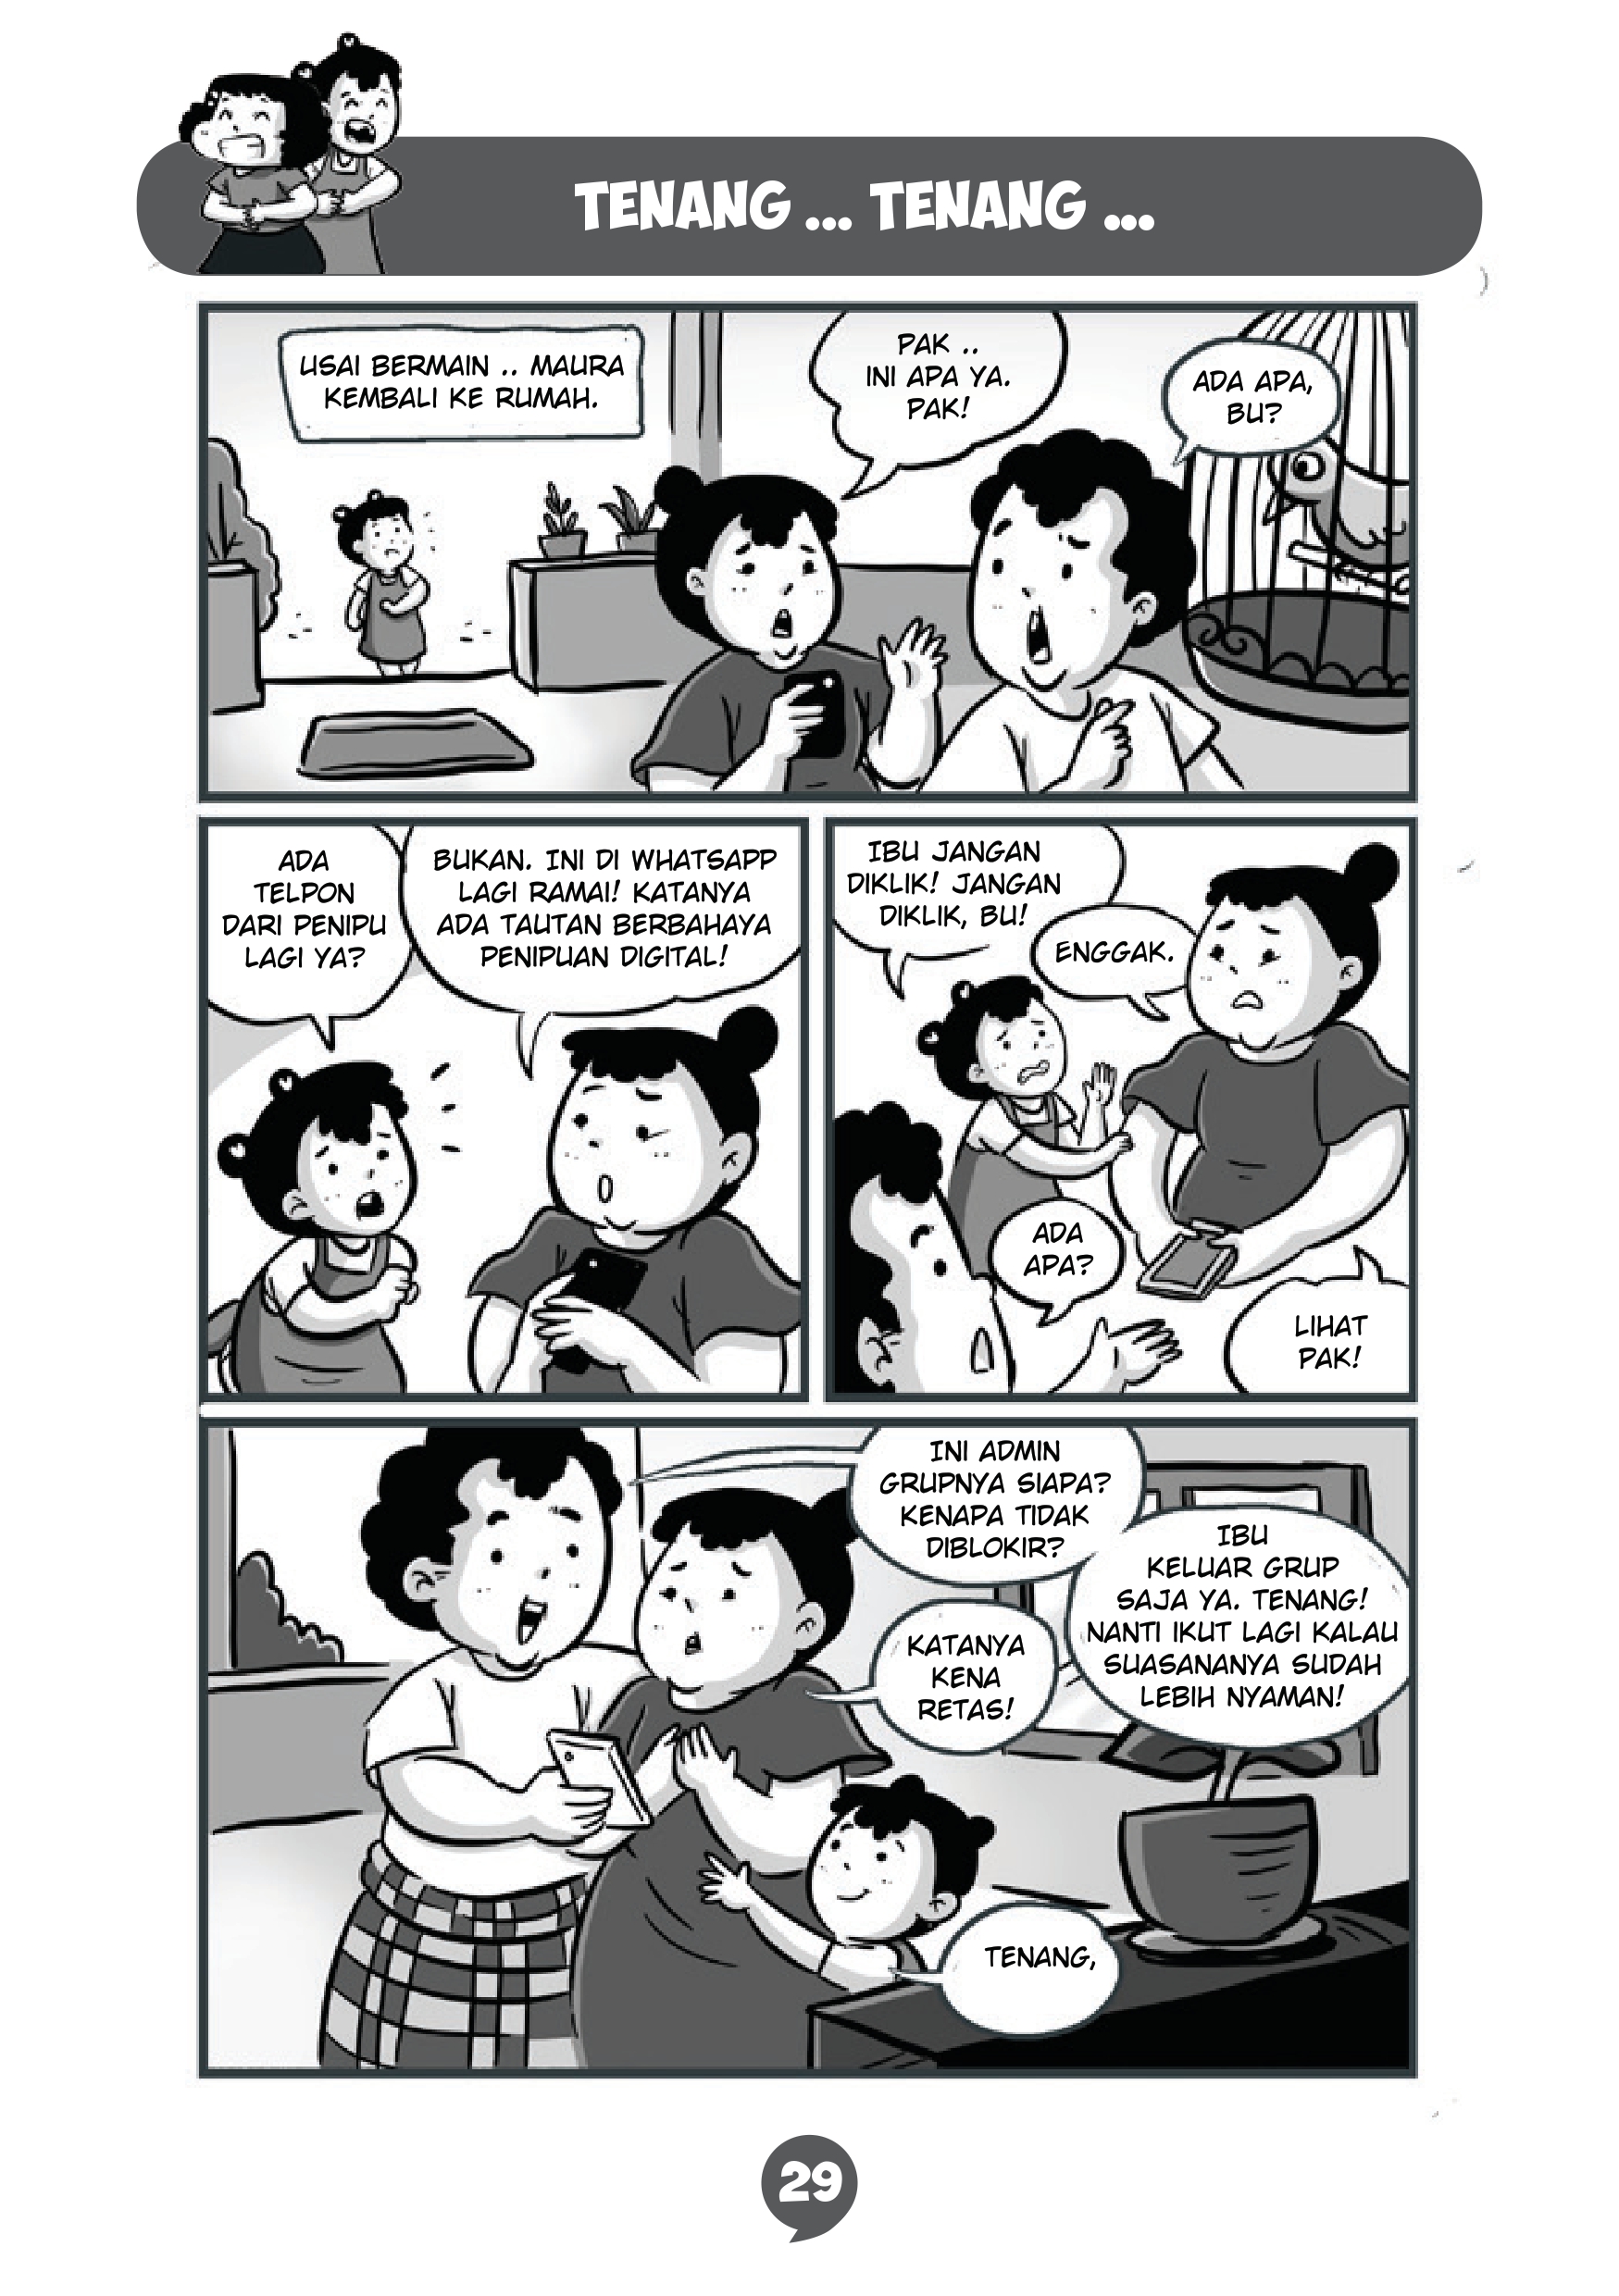 TENANG ... TENANG ...
USAI BERMAIN .. MAURA
KEMBALI KE RUMAH.
PAK ..
INI APA YA.
PAK!
ADA APA,
BU?
ADA
TELPON
DARI PENIPU
LAGI YA?
BUKAN. INI DI WHATSAPP
LAGI RAMAI! KATANYA
ADA TAUTAN BERBAHAYA
PENIPUAN DIGITAL!
IBU JANGAN
DIKLIK! JANGAN
DIKLIK, BU!
ENGGAK.
ADA
APA?
LIHAT
PAK!
INI ADMIN
GRUPNYA SIAPA?
KENAPA TIDAK
DIBLOKIR?
IBU
KELUAR GRUP
SAJA YA. TENANG!
NANTI IKUT LAGI KALAU
SUASANANYA SUDAH
LEBIH NYAMAN!
KATANYA
KENA
RETAS!
TENANG,
29